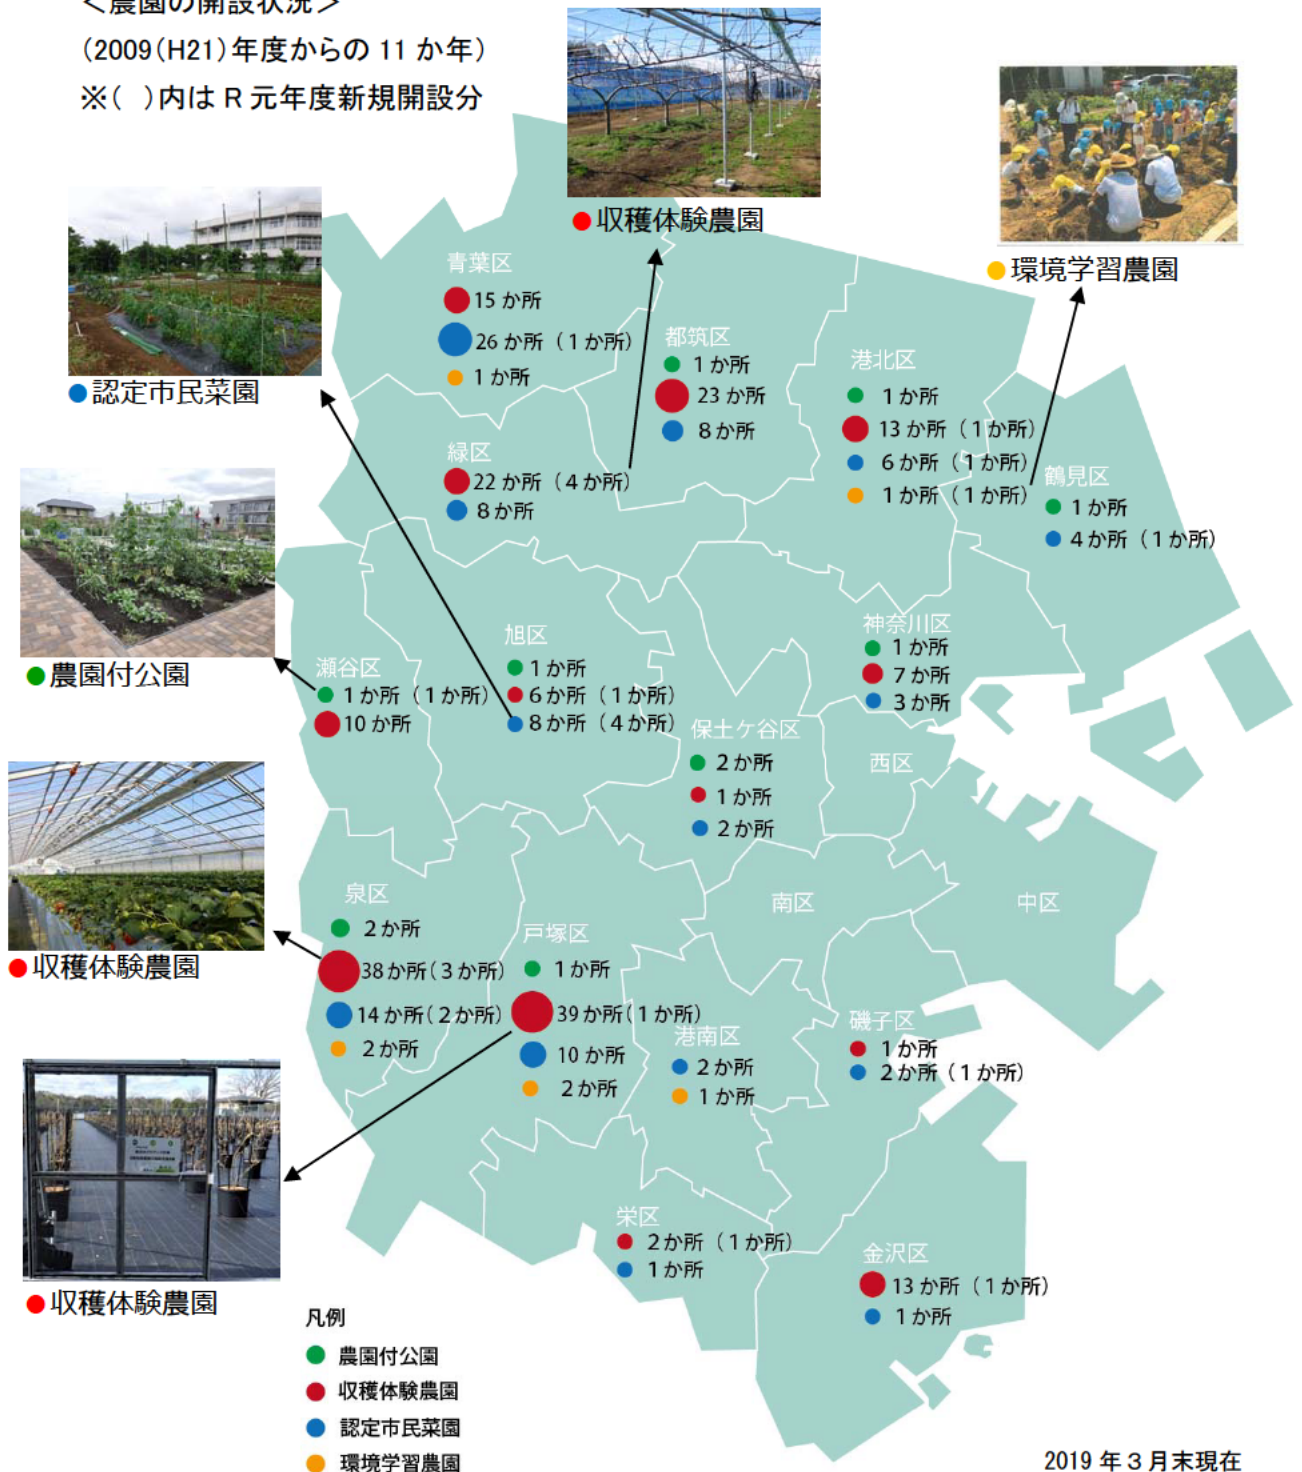 ＜農園の開設状況＞
(2009(H21)年度からの 11 か年)
※(　)内は R 元年度新規開設分
収穫体験農園
環境学習農園
認定市民菜園
農園付公園
収穫体験農園
収穫体験農園
青葉区
15 か所
26 か所（1 か所）
1 か所
都筑区
1 か所
23 か所
8 か所
港北区
1 か所
13 か所（1 か所）
6 か所（1 か所）
1 か所（1 か所）
鶴見区
1 か所
4 か所（1 か所）
緑区
22 か所（4 か所）
8 か所
旭区
1 か所
6 か所（1 か所）
8 か所（4 か所）
瀬谷区
1 か所（1 か所）
10 か所
神奈川区
1 か所
7 か所
3 か所
保土ケ谷区
2 か所
1 か所
2 か所
西区
泉区
2 か所
38 か所(3 か所)
14 か所(2 か所)
2 か所
戸塚区
1 か所
39 か所(1 か所)
10 か所
2 か所
南区
中区
港南区
2 か所
1 か所
磯子区
1 か所
2 か所（1 か所）
栄区
2 か所（1 か所）
1 か所
金沢区
13 か所（1 か所）
1 か所
凡例
農園付公園
収穫体験農園
認定市民菜園
環境学習農園
2019 年 3 月末現在